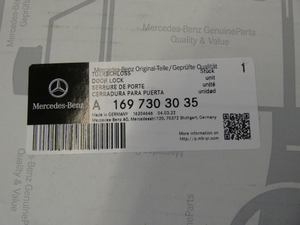 Mercedes-Benz GenuineParts
Quality & Value
Mercedes-Benz Original-Teile/Geprüfte Qualität
TÜRSCHLOSS
DOOR LOCK
SERRURE DE PORTE
CERRADURA PARA PUERTA
Stück
unit
unité
unidad
1
Mercedes-Benz
A 169 730 30 35
Made in GERMANY
Mercedes-Benz AG, Mercedesstr.120, 70372 Stuttgart, Germany
Quality & Value